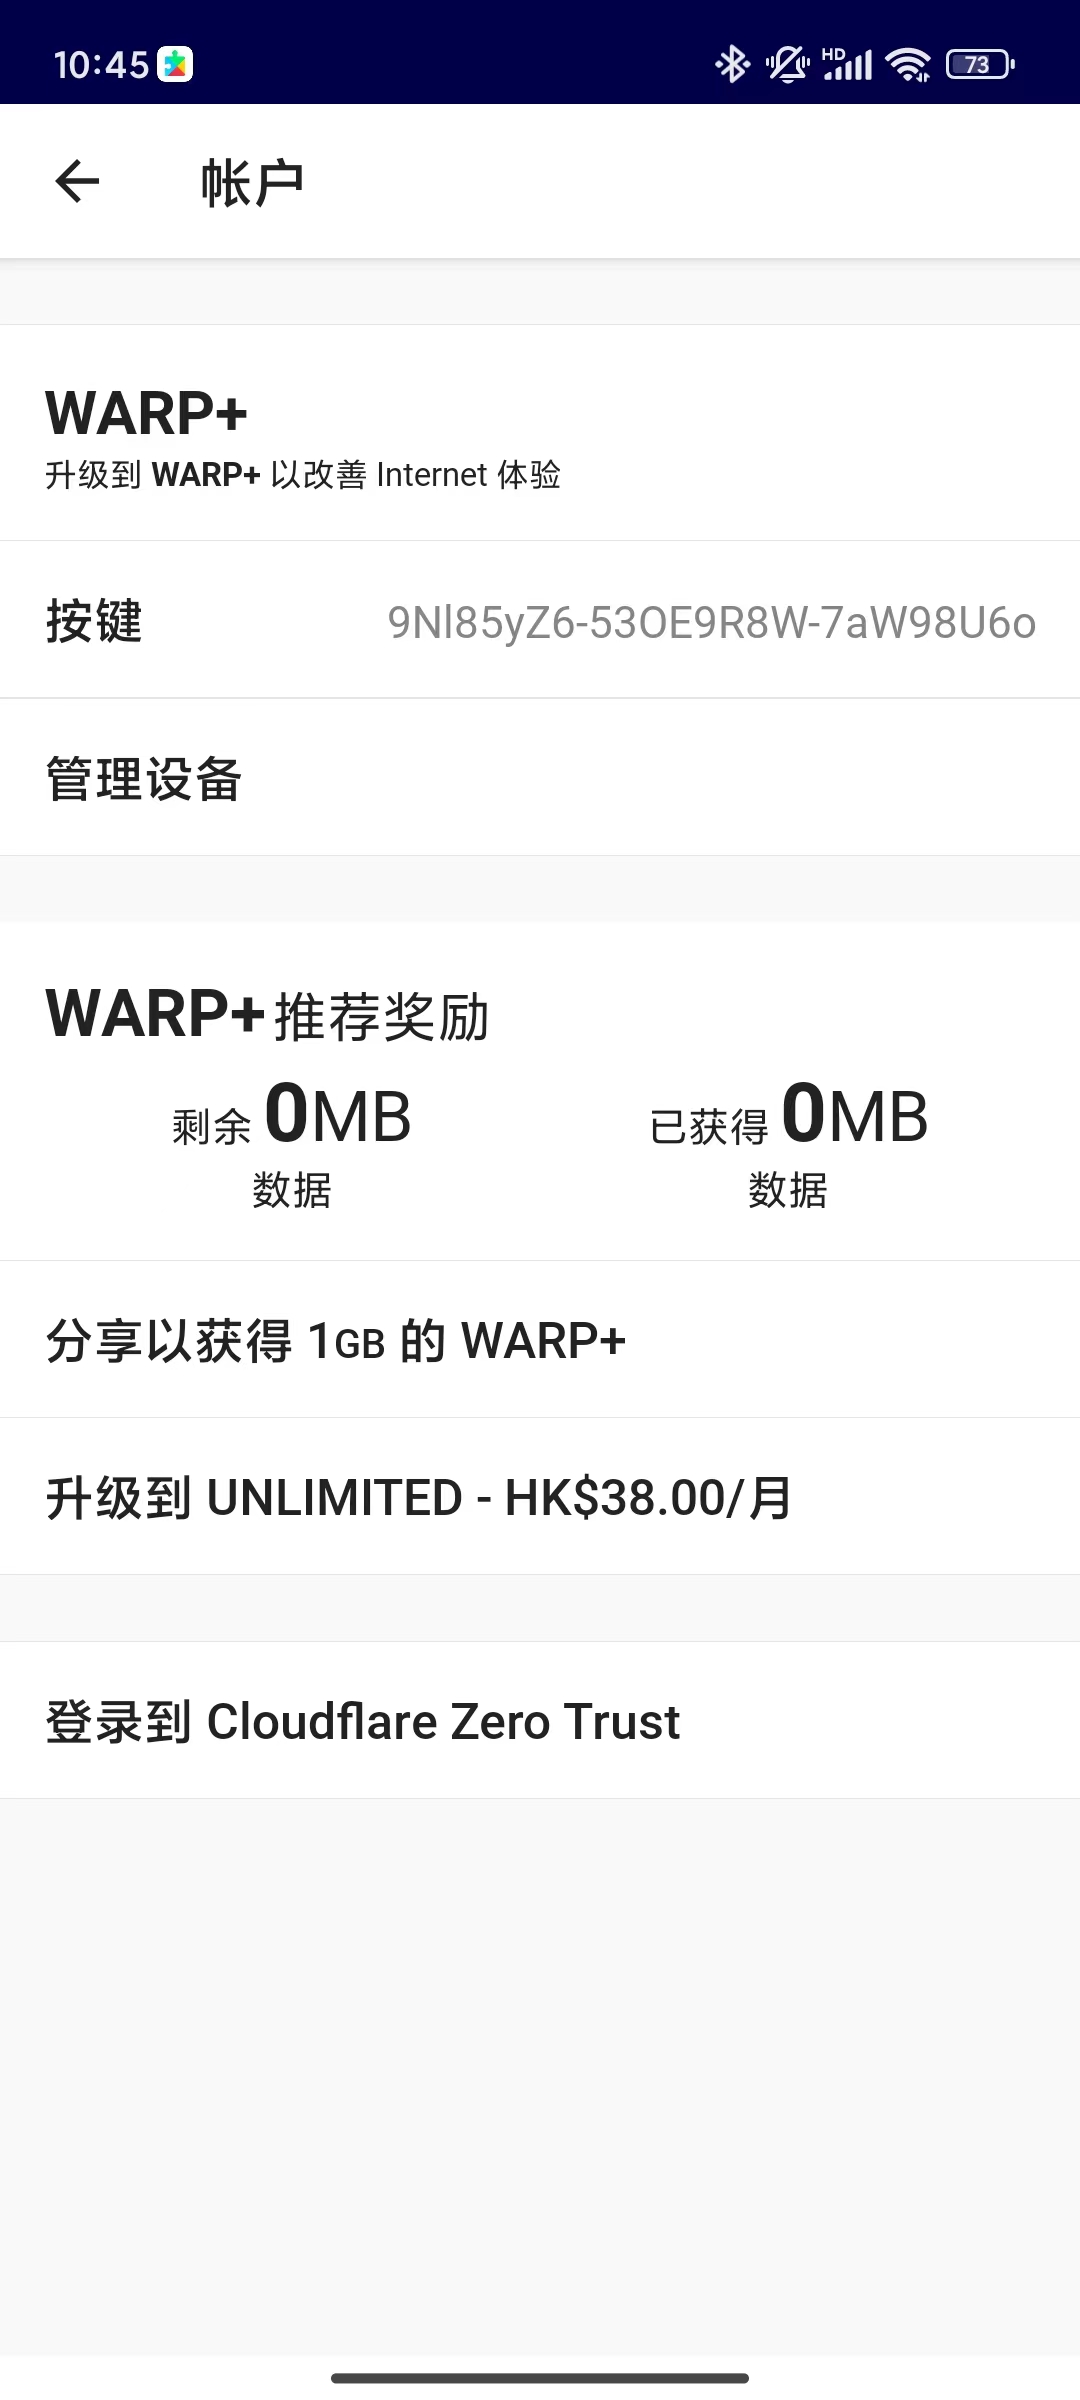 10:45
HD
73
帐户
WARP+
升级到 WARP+ 以改善 Internet 体验
按键 9Nl85yZ6-53OE9R8W-7aW98U6o
管理设备
WARP+推荐奖励
剩余 0MB 已获得 0MB
数据 数据
分享以获得 1GB 的 WARP+
升级到 UNLIMITED - HK$38.00/月
登录到 Cloudflare Zero Trust